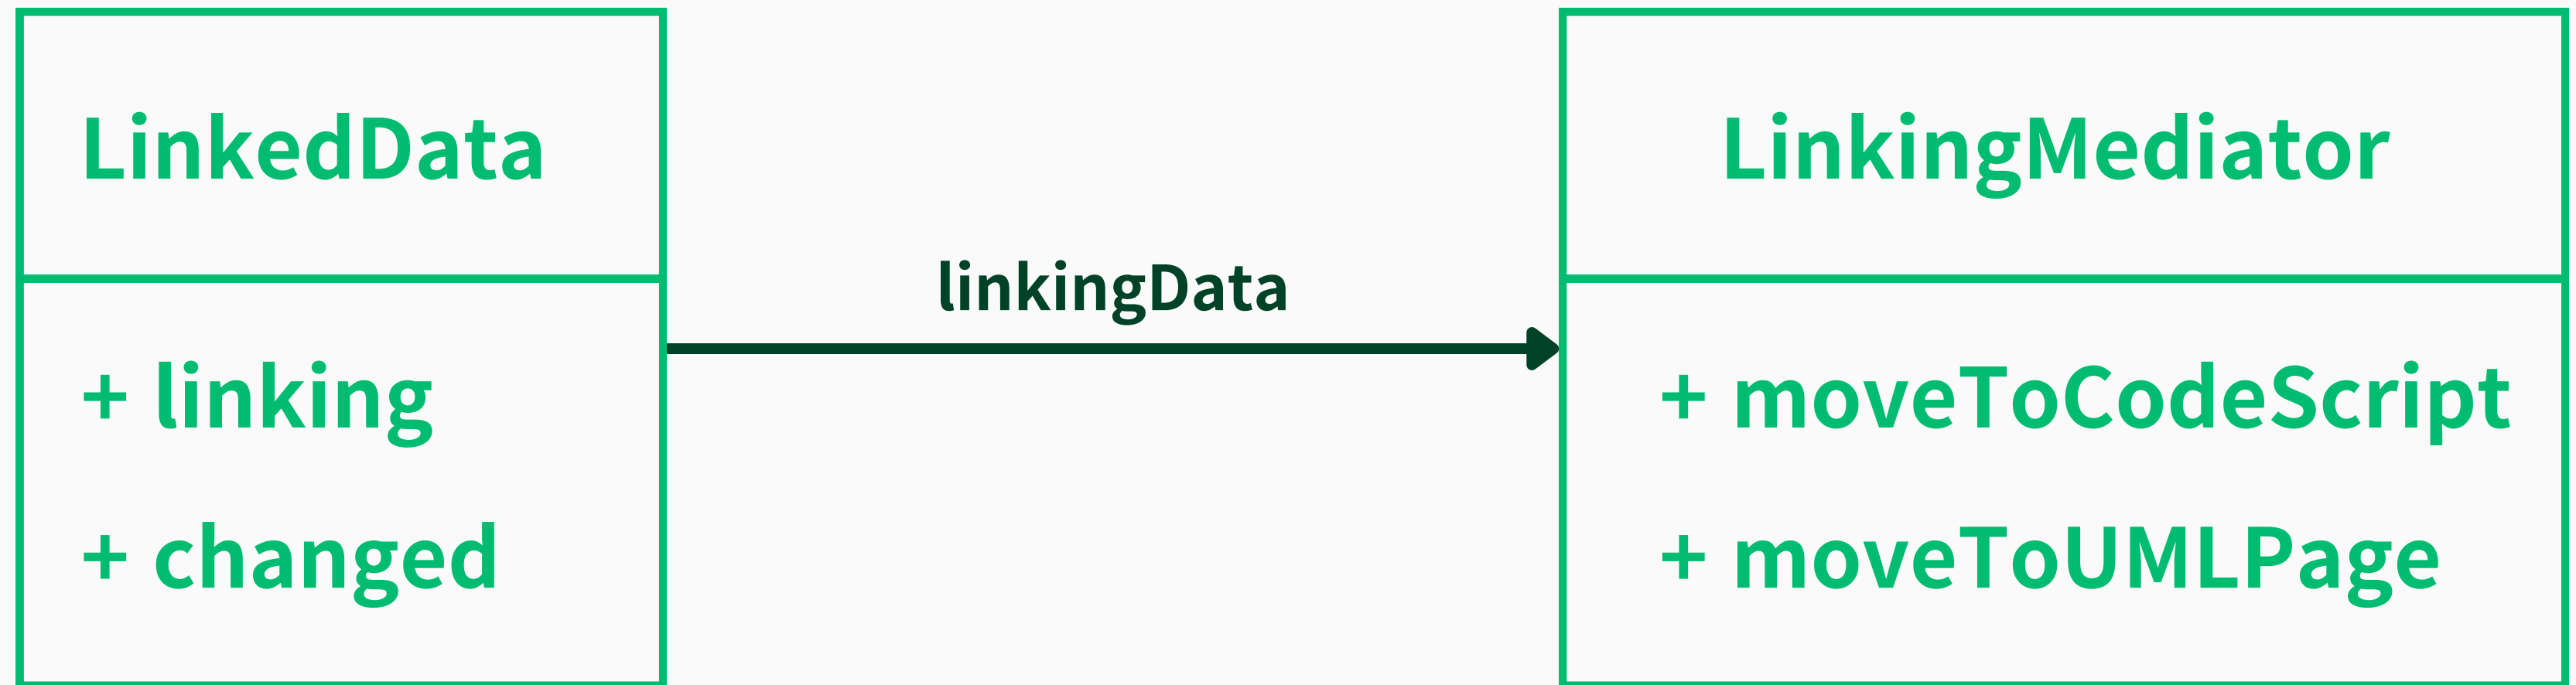 LinkedData
+ linking
+ changed
linkingData
LinkingMediator
+ moveToCodeScript
+ moveToUMLPage